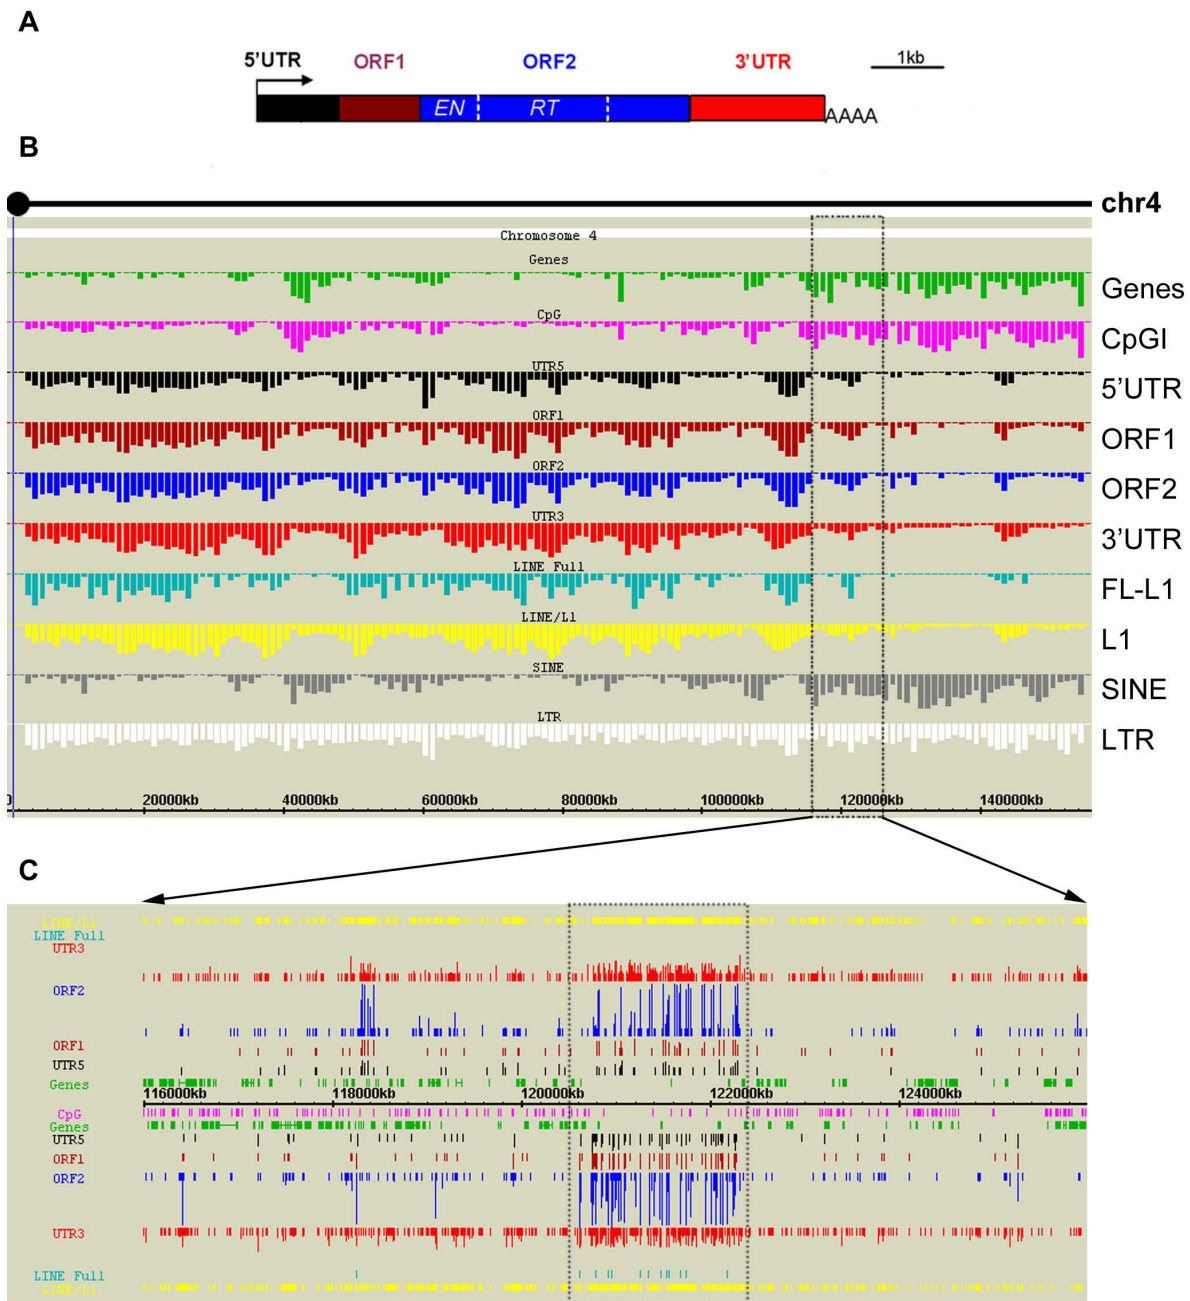 A
5'UTR ORF1 ORF2 3'UTR 1kb
EN RT
AAAA
B
chr4
Chromosome 4
Genes
Genes
CpG
CpGI
UTR5
5'UTR
ORF1
ORF1
ORF2
ORF2
UTR3
3'UTR
LINE Full
FL-L1
LINE/L1
L1
SINE
SINE
LTR
LTR
0 20000kb 40000kb 60000kb 80000kb 100000kb 120000kb 140000kb
C
LINE/L1
LINE Full
UTR3
ORF2
ORF1
UTR5
Genes
116000kb 118000kb 120000kb 122000kb 124000kb
CpG
Genes
UTR5
ORF1
ORF2
UTR3
LINE Full
LINE/L1